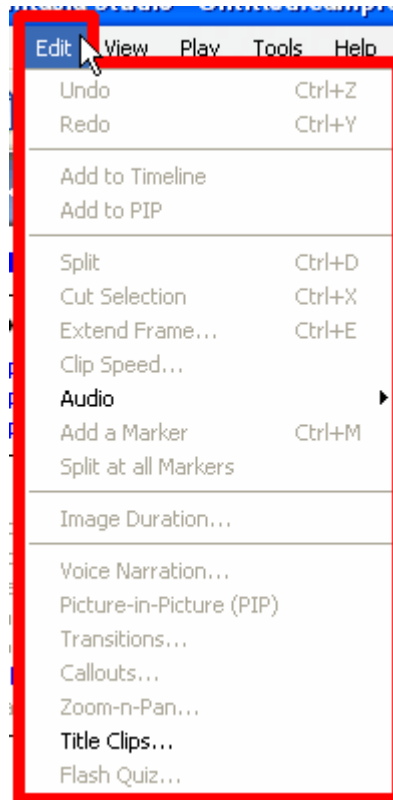 Edit View Play Tools Help
Undo Ctrl+Z
Redo Ctrl+Y
Add to Timeline
Add to PIP
Split Ctrl+D
Cut Selection Ctrl+X
Extend Frame... Ctrl+E
Clip Speed...
Audio
Add a Marker Ctrl+M
Split at all Markers
Image Duration...
Voice Narration...
Picture-in-Picture (PIP)
Transitions...
Callouts...
Zoom-n-Pan...
Title Clips...
Flash Quiz...